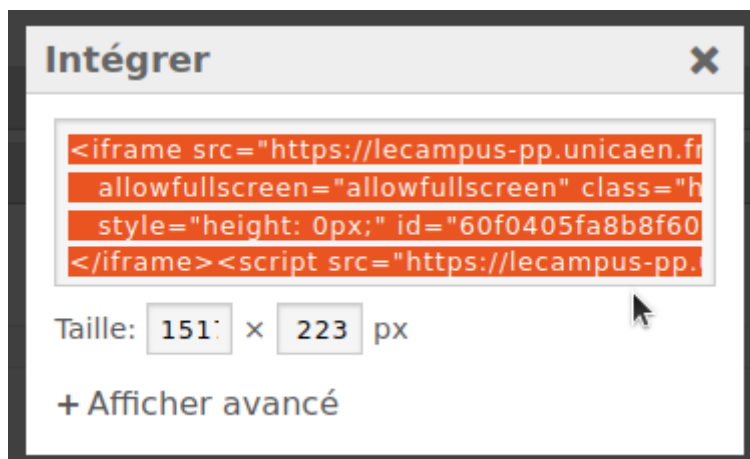 Intégrer
<iframe src="https://lecampus-pp.unicaen.fr
allowfullscreen="allowfullscreen" class="h
style="height: 0px;" id="60f0405fa8b8f60
</iframe><script src="https://lecampus-pp.
Taille: 151 × 223 px
+ Afficher avancé